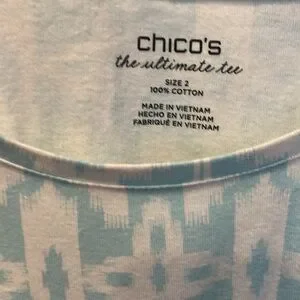 chico's
the ultimate tee
SIZE 2
100% COTTON
MADE IN VIETNAM
HECHO EN VIETNAM
FABRIQUÉ EN VIETNAM